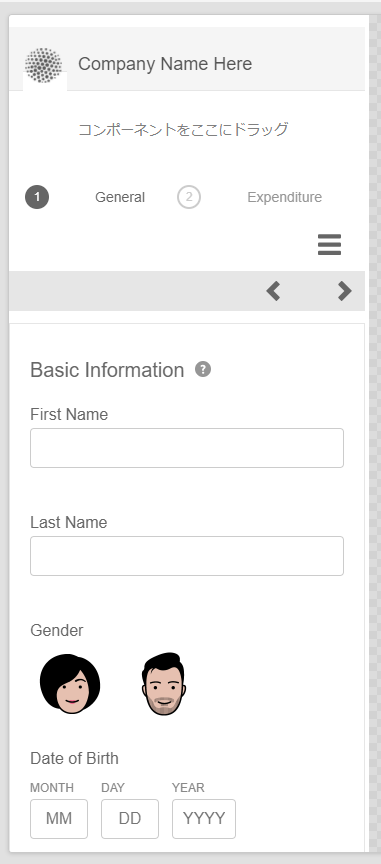 Company Name Here
コンポーネントをここにドラッグ
1 General 2 Expenditure
Basic Information ?
First Name
Last Name
Gender
Date of Birth
MONTH DAY YEAR
MM DD YYYY